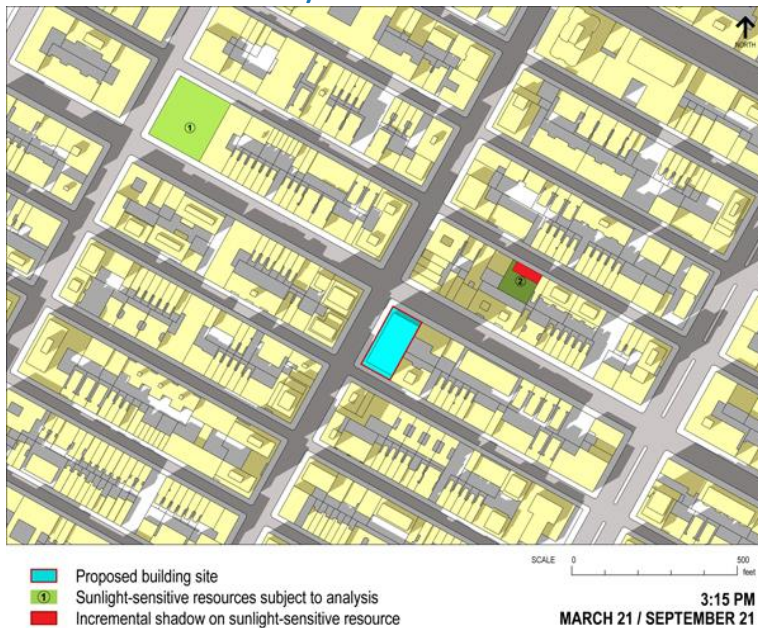 NORTH
①
②
SCALE 0 500
feet
Proposed building site
① Sunlight-sensitive resources subject to analysis
Incremental shadow on sunlight-sensitive resource
3:15 PM
MARCH 21 / SEPTEMBER 21